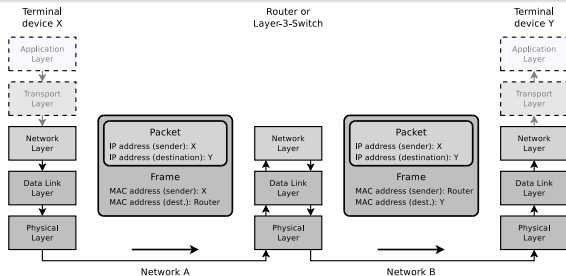 Terminal
device X
Router or
Layer-3-Switch
Terminal
device Y
Application
Layer
Transport
Layer
Network
Layer
Data Link
Layer
Physical
Layer
Packet
IP address (sender): X
IP address (destination): Y
Frame
MAC address (sender): X
MAC address (dest.): Router
Network
Layer
Data Link
Layer
Physical
Layer
Packet
IP address (sender): X
IP address (destination): Y
Frame
MAC address (sender): Router
MAC address (dest.): Y
Application
Layer
Transport
Layer
Network
Layer
Data Link
Layer
Physical
Layer
Network A
Network B